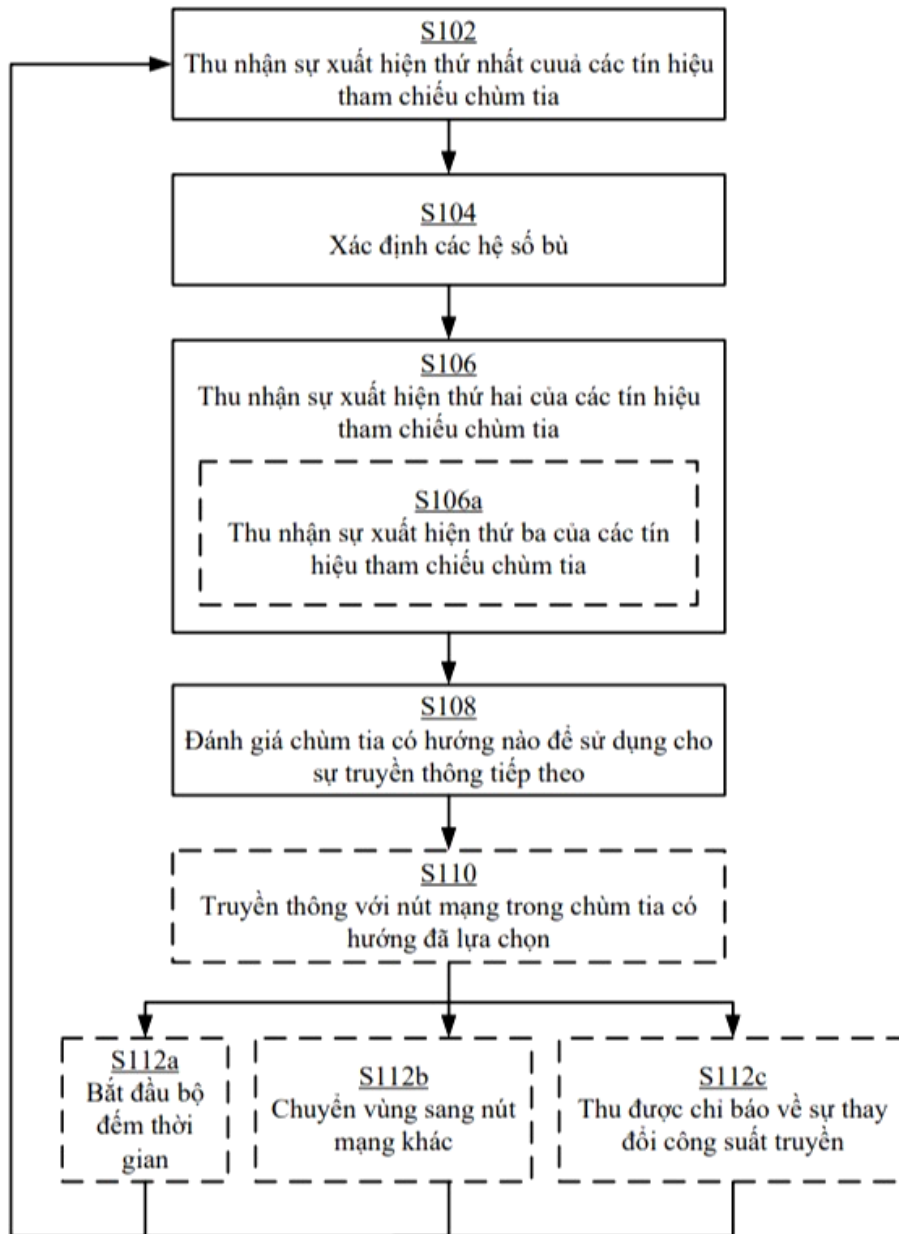 S102
Thu nhận sự xuất hiện thứ nhất cuuả các tín hiệu
tham chiếu chùm tia
S104
Xác định các hệ số bù
S106
Thu nhận sự xuất hiện thứ hai của các tín hiệu
tham chiếu chùm tia
S106a
Thu nhận sự xuất hiện thứ ba của các tín
hiệu tham chiếu chùm tia
S108
Đánh giá chùm tia có hướng nào để sử dụng cho
sự truyền thông tiếp theo
S110
Truyền thông với nút mạng trong chùm tia có
hướng đã lựa chọn
S112a
Bắt đầu bộ
đếm thời
gian
S112b
Chuyển vùng sang nút
mạng khác
S112c
Thu được chỉ báo về sự thay
đổi công suất truyền